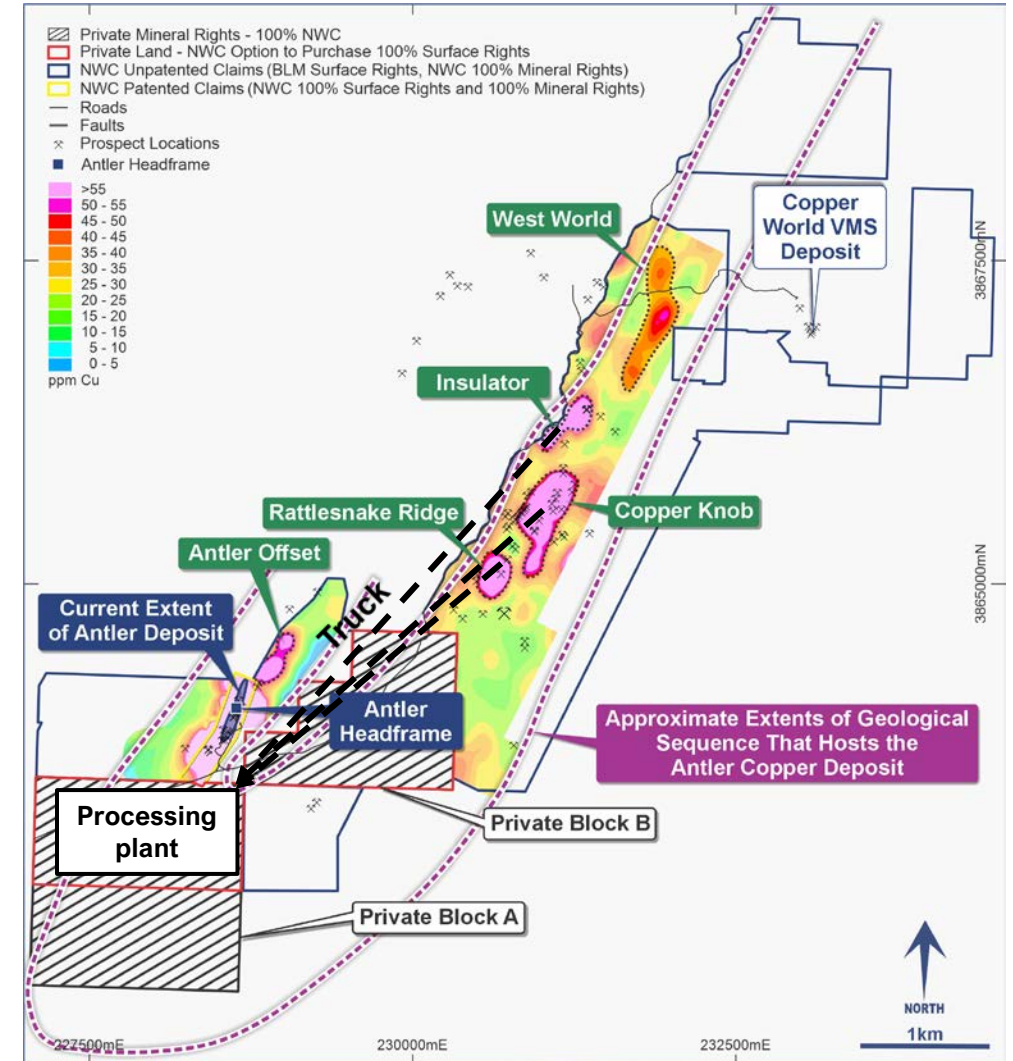 Private Mineral Rights - 100% NWC
Private Land - NWC Option to Purchase 100% Surface Rights
NWC Unpatented Claims (BLM Surface Rights, NWC 100% Mineral Rights)
NWC Patented Claims (NWC 100% Surface Rights and 100% Mineral Rights)
Roads
Faults
Prospect Locations
Antler Headframe
>55
50 - 55
45 - 50
40 - 45
35 - 40
30 - 35
25 - 30
20 - 25
15 - 20
10 - 15
5 - 10
0 - 5
ppm Cu
West World
Copper
World VMS
Deposit
3867500mN
Insulator
Rattlesnake Ridge
Copper Knob
Antler Offset
3865000mN
Current Extent
of Antler Deposit
Truck
Antler
Headframe
Approximate Extents of Geological
Sequence That Hosts the
Antler Copper Deposit
Processing
plant
Private Block B
Private Block A
NORTH
1km
227500mE
230000mE
232500mE